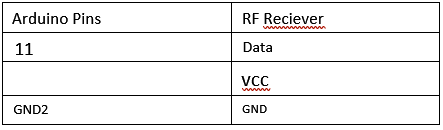 Arduino Pins RF Reciever
11 Data
VCC
GND2 GND